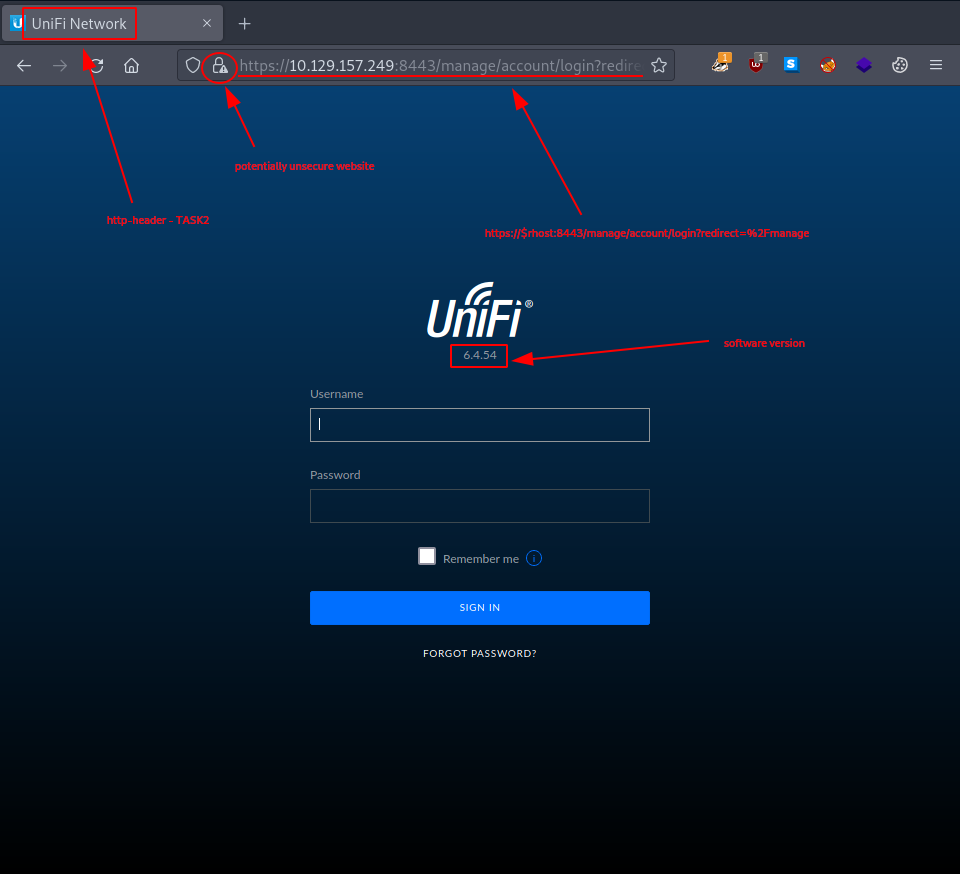 UniFi Network
https://10.129.157.249:8443/manage/account/login?redire
1
1
S
potentially unsecure website
http-header - TASK2
https://$rhost:8443/manage/account/login?redirect=%2Fmanage
UniFi®
6.4.54
software version
Username
Password
Remember me
SIGN IN
FORGOT PASSWORD?